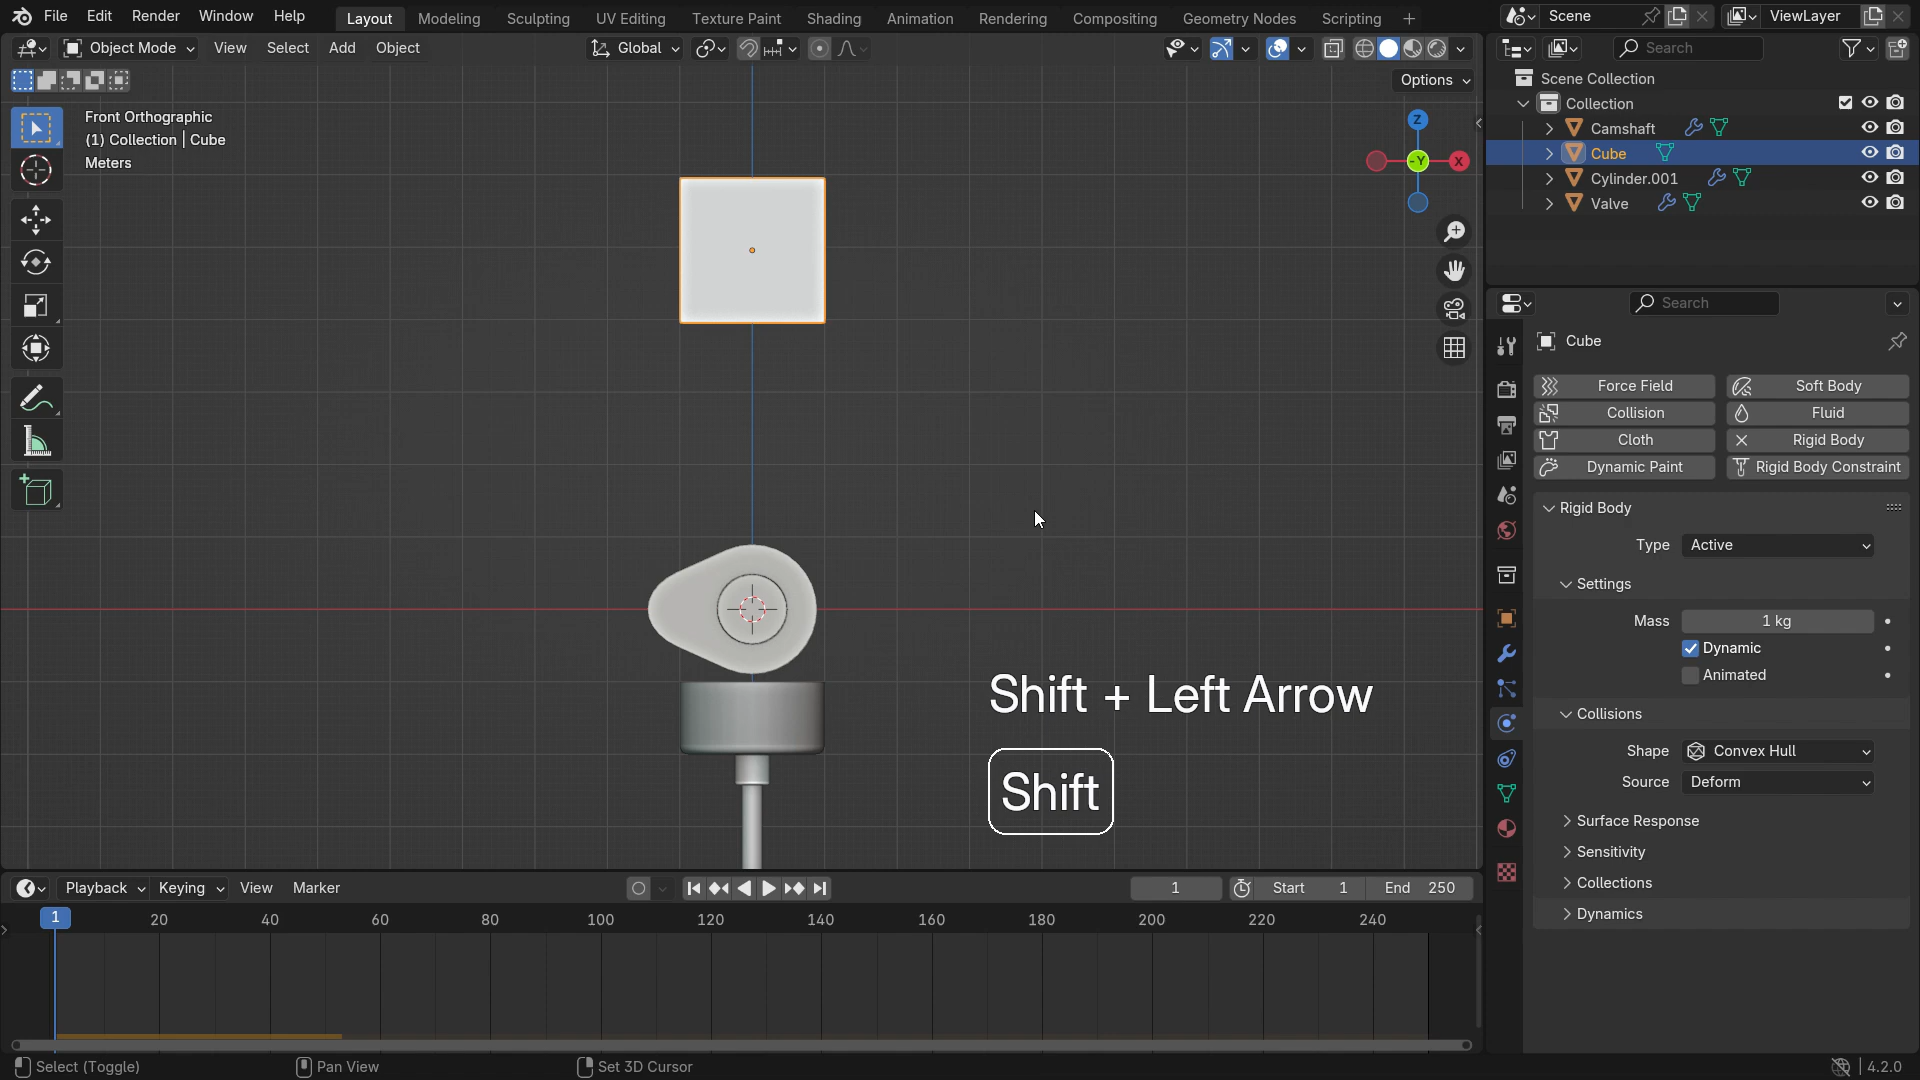 File Edit Render Window Help Layout Modeling Sculpting UV Editing Texture Paint Shading Animation Rendering Compositing Geometry Nodes Scripting + Scene ViewLayer
Object Mode View Select Add Object Global Search
Options
Front Orthographic
(1) Collection | Cube
Meters
Z
-Y
X
Scene Collection
Collection
Camshaft
Cube
Cylinder.001
Valve
Search
Cube
Force Field Soft Body
Collision Fluid
Cloth Rigid Body
Dynamic Paint Rigid Body Constraint
Rigid Body
Type Active
Settings
Mass 1 kg
Dynamic
Animated
Collisions
Shape Convex Hull
Source Deform
Surface Response
Sensitivity
Collections
Dynamics
Shift + Left Arrow
Shift
Playback Keying View Marker 1 Start 1 End 250
1 20 40 60 80 100 120 140 160 180 200 220 240
Select (Toggle) Pan View Set 3D Cursor 4.2.0